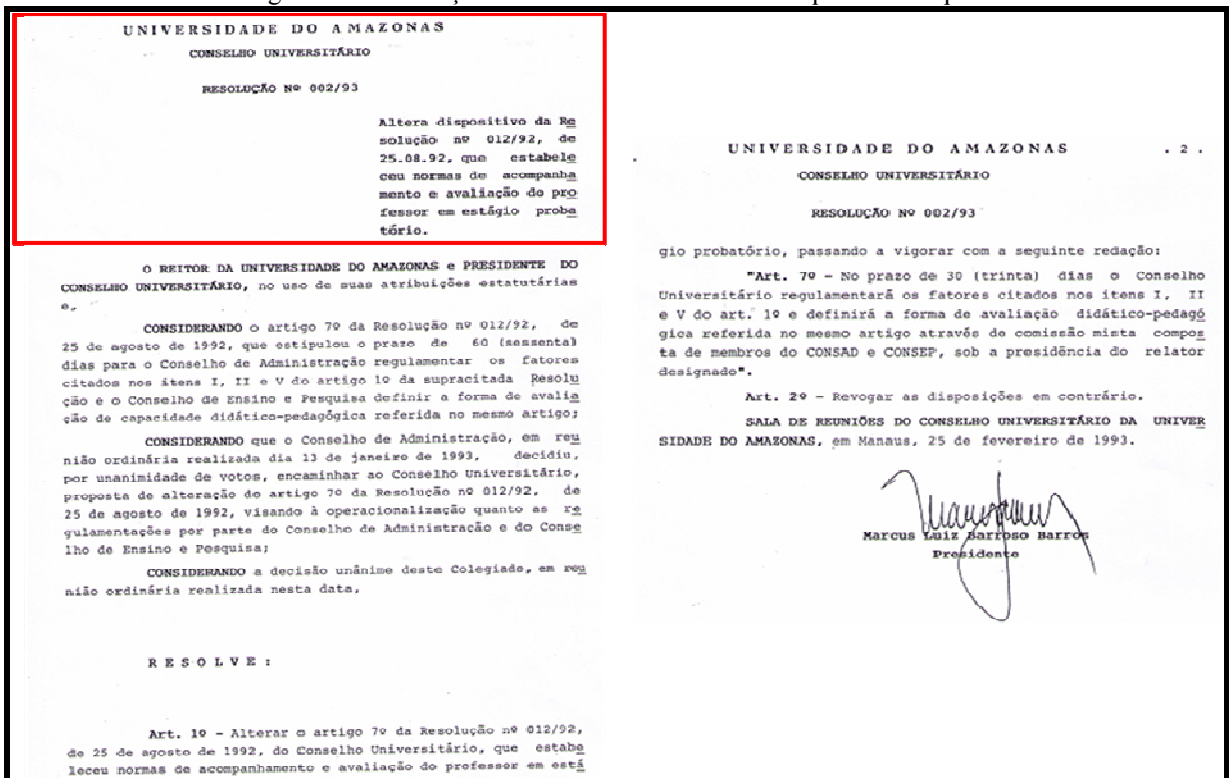 UNIVERSIDADE DO AMAZONAS
CONSELHO UNIVERSITÁRIO
RESOLUÇÃO Nº 002/93
Altera dispositivo da Re
solução nº 012/92, de
25.08.92, que estabele
ceu normas de acompanha
mento e avaliação do pro
fessor em estágio proba
tório.
O REITOR DA UNIVERSIDADE DO AMAZONAS e PRESIDENTE DO
CONSELHO UNIVERSITÁRIO, no uso de suas atribuições estatutárias
e,
CONSIDERANDO o artigo 7º da Resolução nº 012/92, de
25 de agosto de 1992, que estipulou o prazo de 60 (sessenta)
dias para o Conselho de Administração regulamentar os fatores
citados nos itens I, II e V do artigo 1º da supracitada Resolu
ção e o Conselho de Ensino e Pesquisa definir a forma de avalia
ção de capacidade didático-pedagógica referida no mesmo artigo;
CONSIDERANDO que o Conselho de Administração, em reu
nião ordinária realizada dia 13 de janeiro de 1993, decidiu,
por unanimidade de votos, encaminhar ao Conselho Universitário,
proposta de alteração do artigo 7º da Resolução nº 012/92, de
25 de agosto de 1992, visando à operacionalização quanto as re
gulamentações por parte do Conselho de Administração e do Conse
lho de Ensino e Pesquisa;
CONSIDERANDO a decisão unânime deste Colegiado, em reu
nião ordinária realizada nesta data,
R E S O L V E :
Art. 1º - Alterar o artigo 7º da Resolução nº 012/92,
de 25 de agosto de 1992, do Conselho Universitário, que estabe
leceu normas de acompanhamento e avaliação do professor em está
UNIVERSIDADE DO AMAZONAS . 2 .
CONSELHO UNIVERSITÁRIO
RESOLUÇÃO Nº 002/93
gio probatório, passando a vigorar com a seguinte redação:
"Art. 7º - No prazo de 30 (trinta) dias o Conselho
Universitário regulamentará os fatores citados nos itens I, II
e V do art. 1º e definirá a forma de avaliação didático-pedagó
gica referida no mesmo artigo através de comissão mista compos
ta de membros do CONSAD e CONSEP, sob a presidência do relator
designado".
Art. 2º - Revogar as disposições em contrário.
SALA DE REUNIÕES DO CONSELHO UNIVERSITÁRIO DA UNIVER
SIDADE DO AMAZONAS, em Manaus, 25 de fevereiro de 1993.
Marcus Luiz Barroso Barros
Presidente